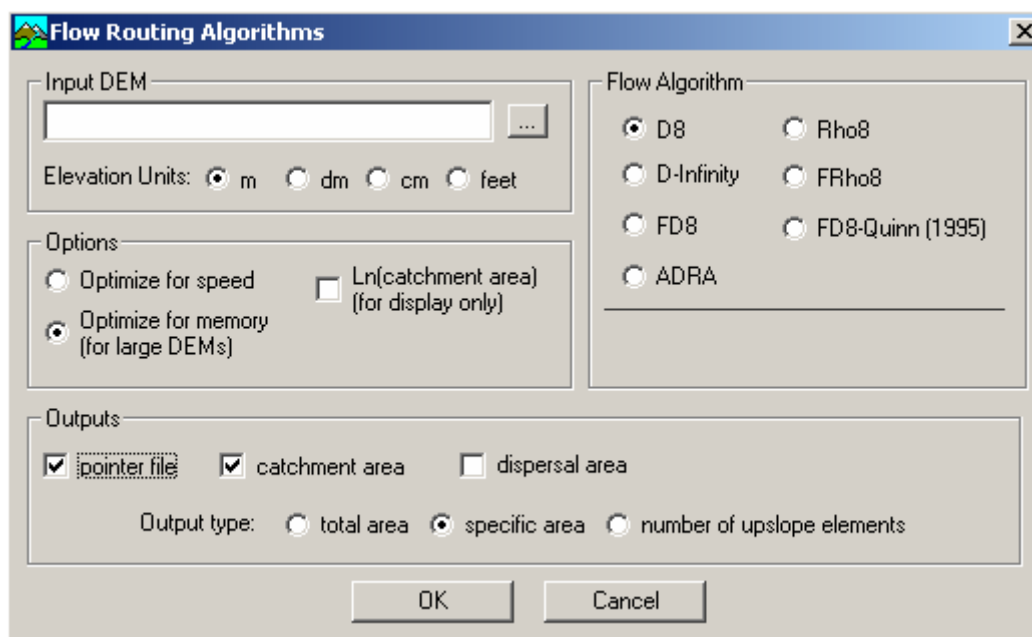 Flow Routing Algorithms
Input DEM
...
Elevation Units: m dm cm feet
Options
Optimize for speed
Optimize for memory
(for large DEMs)
Ln(catchment area)
(for display only)
Flow Algorithm
D8 Rho8
D-Infinity FRho8
FD8 FD8-Quinn (1995)
ADRA
Outputs
pointer file catchment area dispersal area
Output type: total area specific area number of upslope elements
OK Cancel